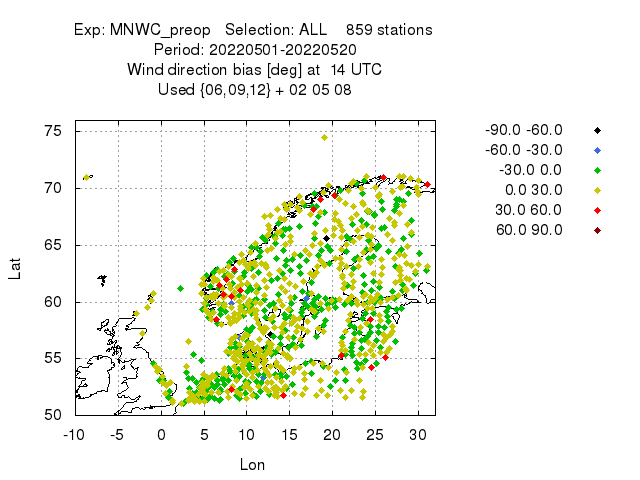 Exp: MNWC_preop   Selection: ALL    859 stations
Period: 20220501-20220520
Wind direction bias [deg] at  14 UTC
Used {06,09,12} + 02 05 08
75
70
65
60
55
50
Lat
-10 -5 0 5 10 15 20 25 30
Lon
-90.0 -60.0
-60.0 -30.0
-30.0 0.0
0.0 30.0
30.0 60.0
60.0 90.0